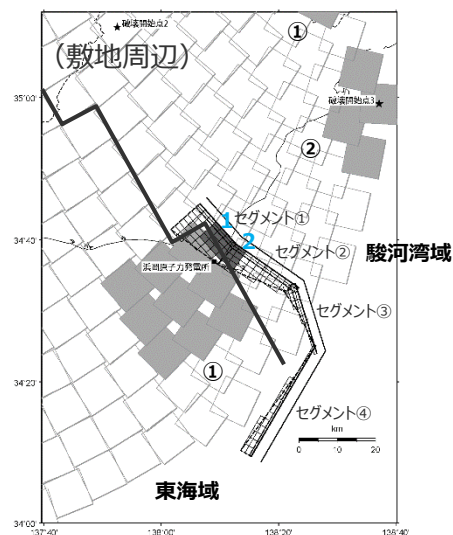 破壊開始点2
①
（敷地周辺）
35˚00'
破壊開始点3
②
1
セグメント①
2
34˚40'
セグメント②
駿河湾域
浜岡原子力発電所
セグメント③
34˚20'
①
セグメント④
km
0 10 20
東海域
34˚00'
137˚40' 138˚00' 138˚20' 138˚40'